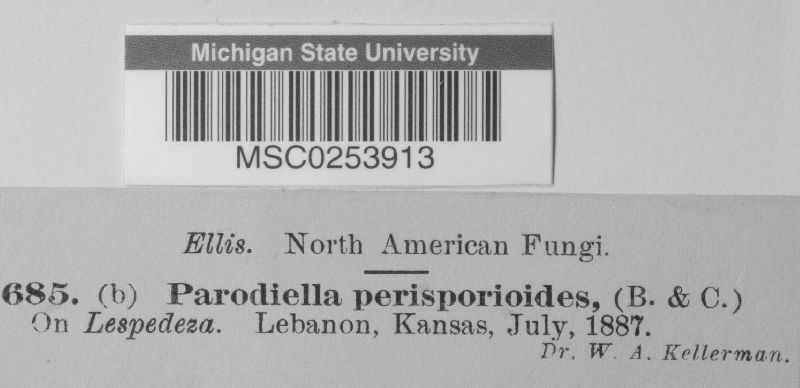 Michigan State University
MSC0253913
Ellis. North American Fungi.
685. (b) Parodiella perisporioides, (B. & C.)
On Lespedeza. Lebanon, Kansas, July, 1887.
Dr. W. A. Kellerman.